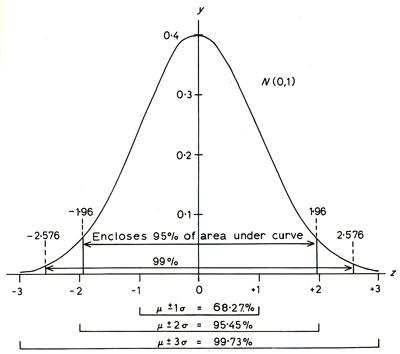 y
0·4
N (0,1)
0·3
0·2
0·1
-1·96
1·96
-2·576
2·576
Encloses 95% of area under curve
99%
z
-3 -2 -1 0 +1 +2 +3
μ ± 1σ = 68·27%
μ ± 2σ = 95·45%
μ ± 3σ = 99·73%